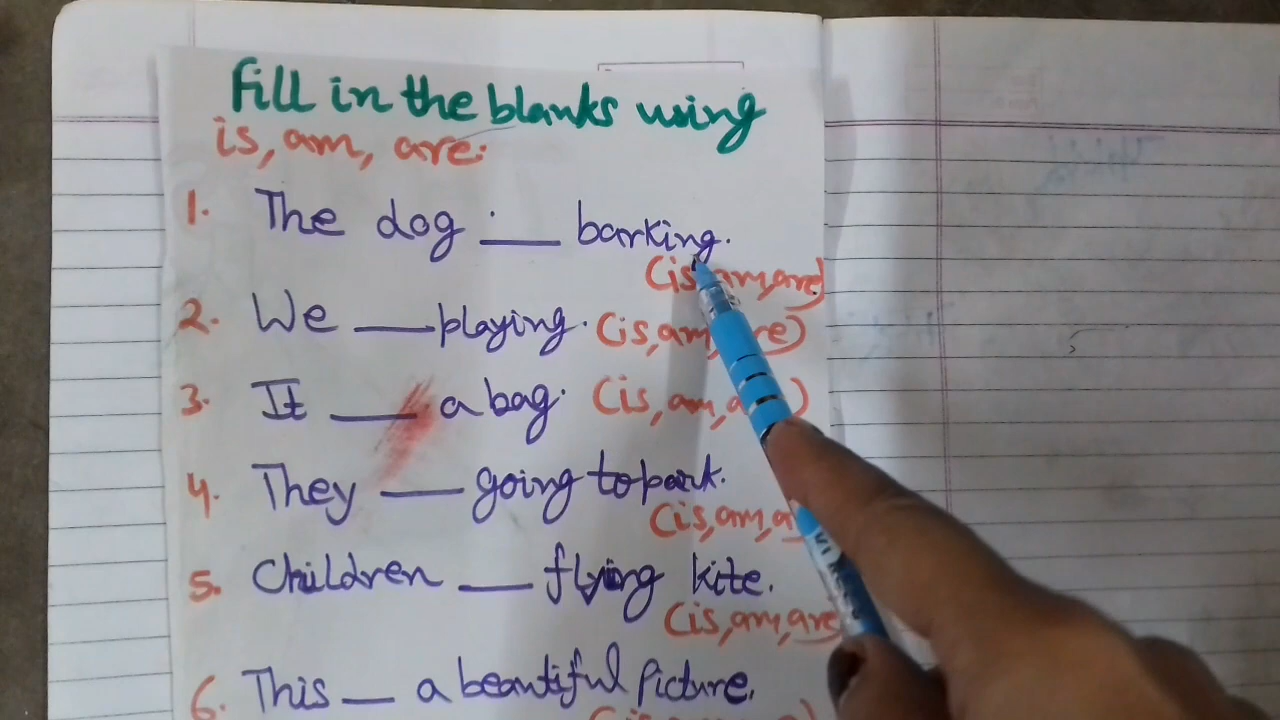 Fill in the blanks using
is, am, are.
1. The dog ___ barking.
(is, am, are)
2. We ___ playing. (is, am, are)
3. It ___ a bag. (is, am, a )
4. They ___ going to park.
(is, am, a
5. Children ___ flying kite.
(is, am, are
6. This ___ a beautiful Picture.